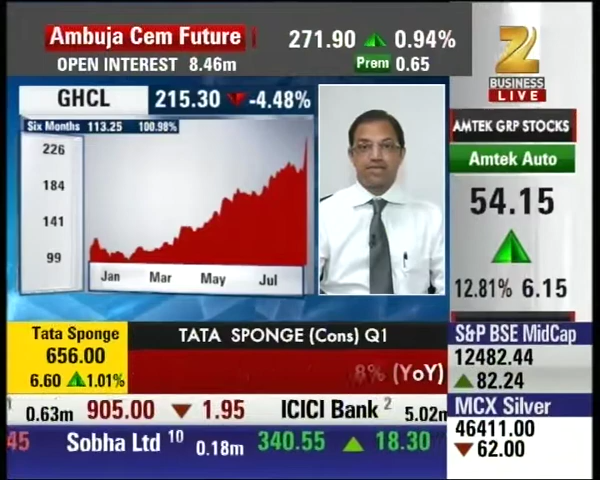 Ambuja Cem Future
271.90 0.94%
OPEN INTEREST 8.46m
Prem 0.65
Z
BUSINESS
LIVE
GHCL 215.30 -4.48%
Six Months 113.25 100.98%
226
184
141
99
Jan Mar May Jul
AMTEK GRP STOCKS
Amtek Auto
54.15
12.81% 6.15
Tata Sponge
656.00
6.60 1.01%
TATA SPONGE (Cons) Q1
8% (YoY)
S&P BSE MidCap
12482.44
82.24
MCX Silver
46411.00
62.00
0.63m 905.00 1.95 ICICI Bank 2 5.02m
45 Sobha Ltd 10 0.18m 340.55 18.30